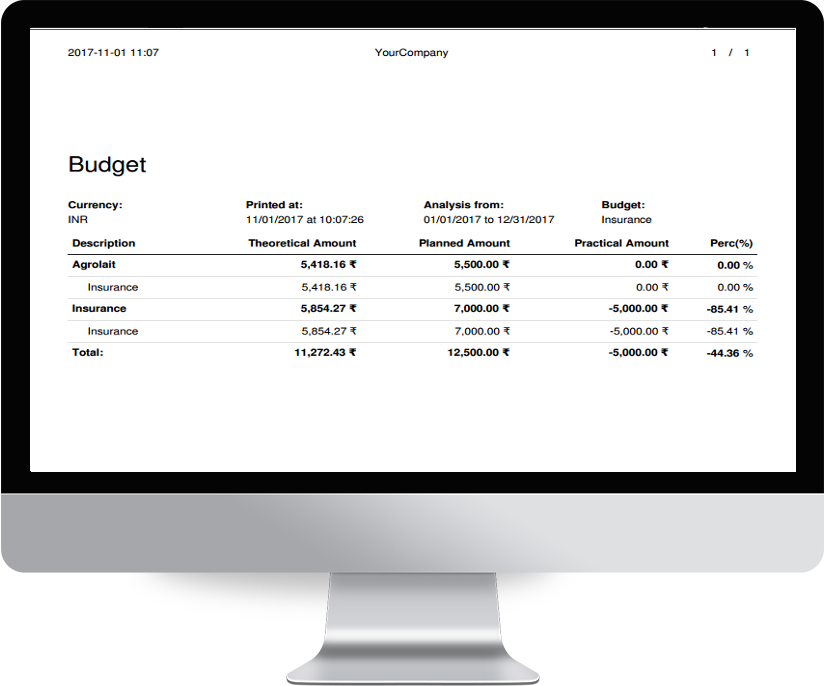 2017-11-01 11:07 YourCompany 1 / 1
Budget
Currency: Printed at: Analysis from: Budget:
INR 11/01/2017 at 10:07:26 01/01/2017 to 12/31/2017 Insurance
Description Theoretical Amount Planned Amount Practical Amount Perc(%)
Agrolait 5,418.16 ₹ 5,500.00 ₹ 0.00 ₹ 0.00 %
Insurance 5,418.16 ₹ 5,500.00 ₹ 0.00 ₹ 0.00 %
Insurance 5,854.27 ₹ 7,000.00 ₹ -5,000.00 ₹ -85.41 %
Insurance 5,854.27 ₹ 7,000.00 ₹ -5,000.00 ₹ -85.41 %
Total: 11,272.43 ₹ 12,500.00 ₹ -5,000.00 ₹ -44.36 %